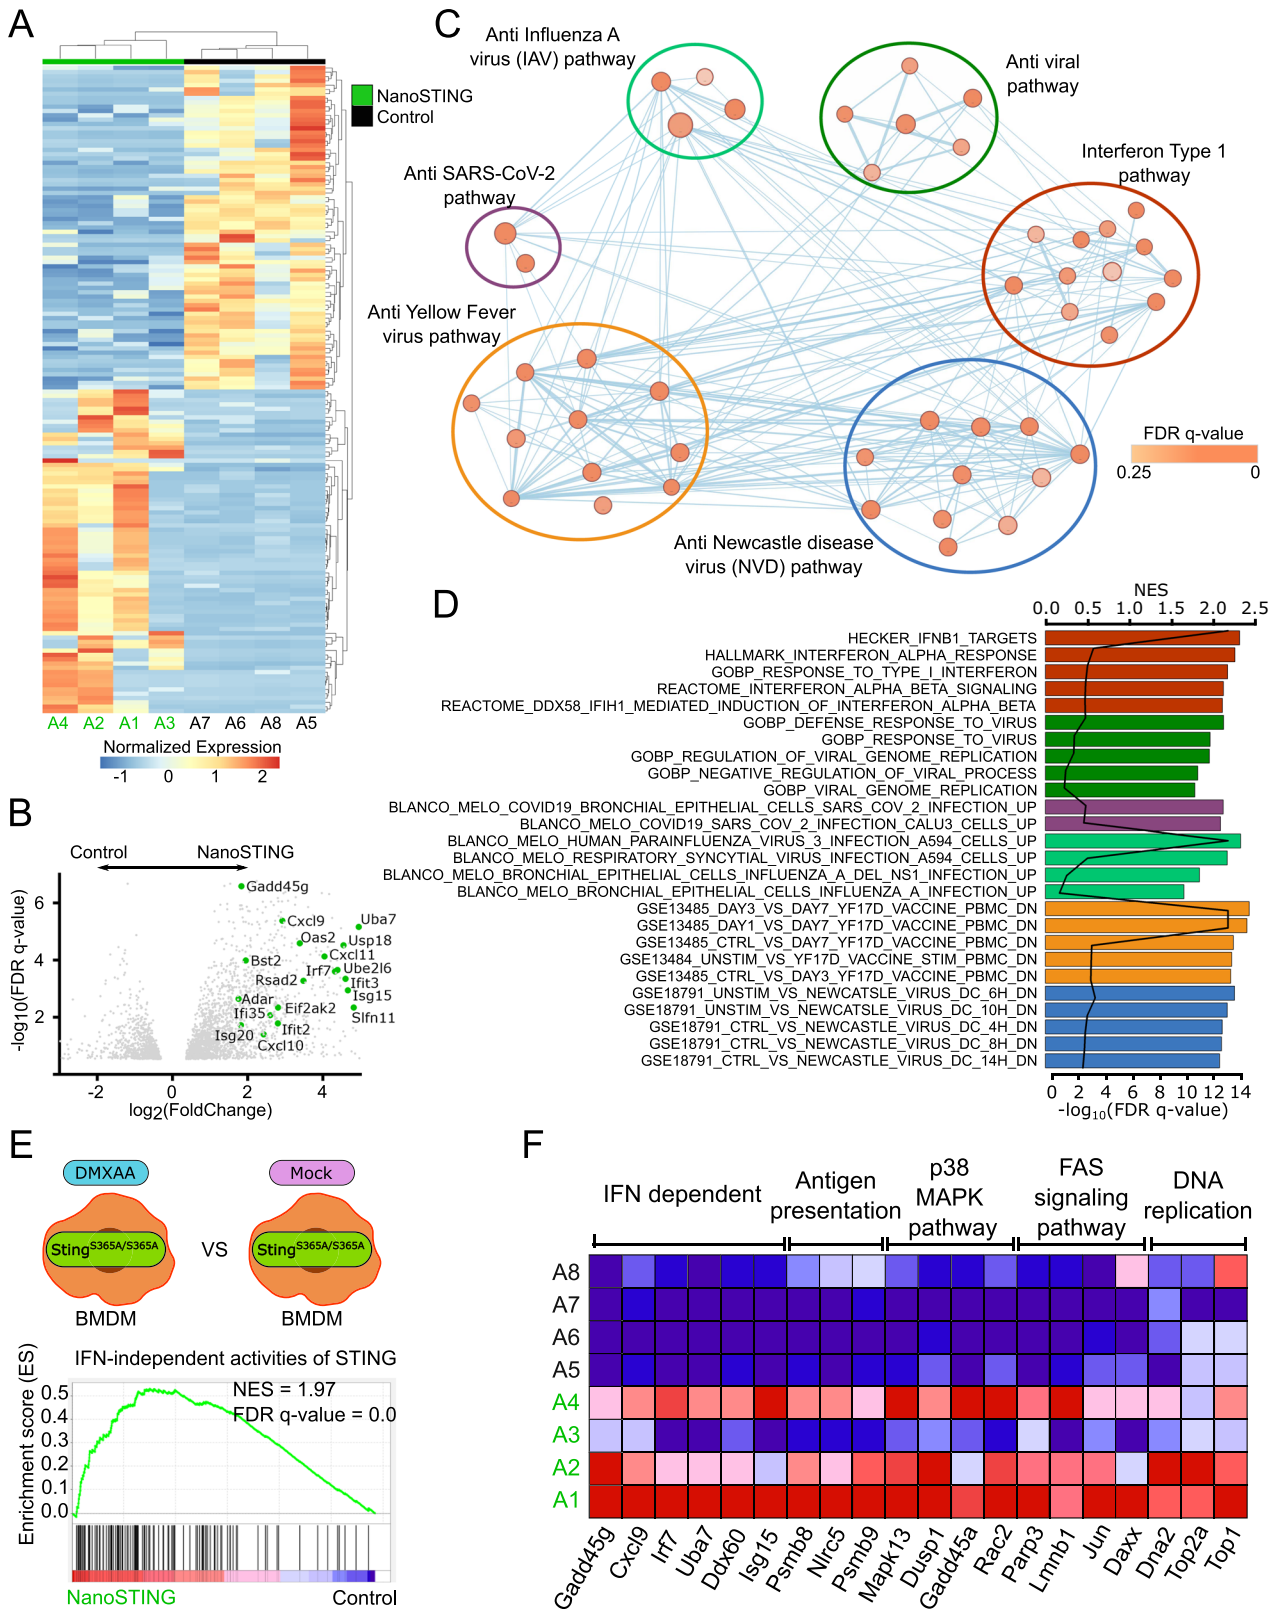 A
NanoSTING
Control
A4 A2 A1 A3 A7 A6 A8 A5
Normalized Expression
-1 0 1 2
B
Control NanoSTING
-log10(FDR q-value)
6
4
2
Gadd45g
Cxcl9
Uba7
Oas2
Usp18
Bst2
Cxcl11
Irf7
Ube2l6
Rsad2
Ifit3
Isg15
Adar
Eif2ak2
Slfn11
Ifi35
Ifit2
Isg20
Cxcl10
-2 0 2 4
log2(FoldChange)
C
Anti Influenza A
virus (IAV) pathway
Anti viral
pathway
Anti SARS-CoV-2
pathway
Interferon Type 1
pathway
Anti Yellow Fever
virus pathway
Anti Newcastle disease
virus (NVD) pathway
FDR q-value
0.25 0
D
NES
0.0 0.5 1.0 1.5 2.0 2.5
HECKER_IFNB1_TARGETS
HALLMARK_INTERFERON_ALPHA_RESPONSE
GOBP_RESPONSE_TO_TYPE_I_INTERFERON
REACTOME_INTERFERON_ALPHA_BETA_SIGNALING
REACTOME_DDX58_IFIH1_MEDIATED_INDUCTION_OF_INTERFERON_ALPHA_BETA
GOBP_DEFENSE_RESPONSE_TO_VIRUS
GOBP_RESPONSE_TO_VIRUS
GOBP_REGULATION_OF_VIRAL_GENOME_REPLICATION
GOBP_NEGATIVE_REGULATION_OF_VIRAL_PROCESS
GOBP_VIRAL_GENOME_REPLICATION
BLANCO_MELO_COVID19_BRONCHIAL_EPITHELIAL_CELLS_SARS_COV_2_INFECTION_UP
BLANCO_MELO_COVID19_SARS_COV_2_INFECTION_CALU3_CELLS_UP
BLANCO_MELO_HUMAN_PARAINFLUENZA_VIRUS_3_INFECTION_A594_CELLS_UP
BLANCO_MELO_RESPIRATORY_SYNCYTIAL_VIRUS_INFECTION_A594_CELLS_UP
BLANCO_MELO_BRONCHIAL_EPITHELIAL_CELLS_INFLUENZA_A_DEL_NS1_INFECTION_UP
BLANCO_MELO_BRONCHIAL_EPITHELIAL_CELLS_INFLUENZA_A_INFECTION_UP
GSE13485_DAY3_VS_DAY7_YF17D_VACCINE_PBMC_DN
GSE13485_DAY1_VS_DAY7_YF17D_VACCINE_PBMC_DN
GSE13485_CTRL_VS_DAY7_YF17D_VACCINE_PBMC_DN
GSE13484_UNSTIM_VS_YF17D_VACCINE_STIM_PBMC_DN
GSE13485_CTRL_VS_DAY3_YF17D_VACCINE_PBMC_DN
GSE18791_UNSTIM_VS_NEWCATSLE_VIRUS_DC_6H_DN
GSE18791_UNSTIM_VS_NEWCATSLE_VIRUS_DC_10H_DN
GSE18791_CTRL_VS_NEWCASTLE_VIRUS_DC_4H_DN
GSE18791_CTRL_VS_NEWCASTLE_VIRUS_DC_8H_DN
GSE18791_CTRL_VS_NEWCASTLE_VIRUS_DC_14H_DN
0 2 4 6 8 10 12 14
-log10(FDR q-value)
E
DMXAA Mock
StingS365A/S365A VS StingS365A/S365A
BMDM BMDM
IFN-independent activities of STING
NES = 1.97
FDR q-value = 0.0
Enrichment score (ES)
0.5
0.4
0.3
0.2
0.1
0.0
NanoSTING Control
F
IFN dependent
Antigen
presentation
p38
MAPK
pathway
FAS
signaling
pathway
DNA
replication
A8
A7
A6
A5
A4
A3
A2
A1
Gadd45g Cxcl9 Irf7 Uba7 Ddx60 Isg15 Psmb8 Nlrc5 Psmb9 Mapk13 Dusp1 Gadd45a Rac2 Parp3 Lmnb1 Jun Daxx Dna2 Top2a Top1